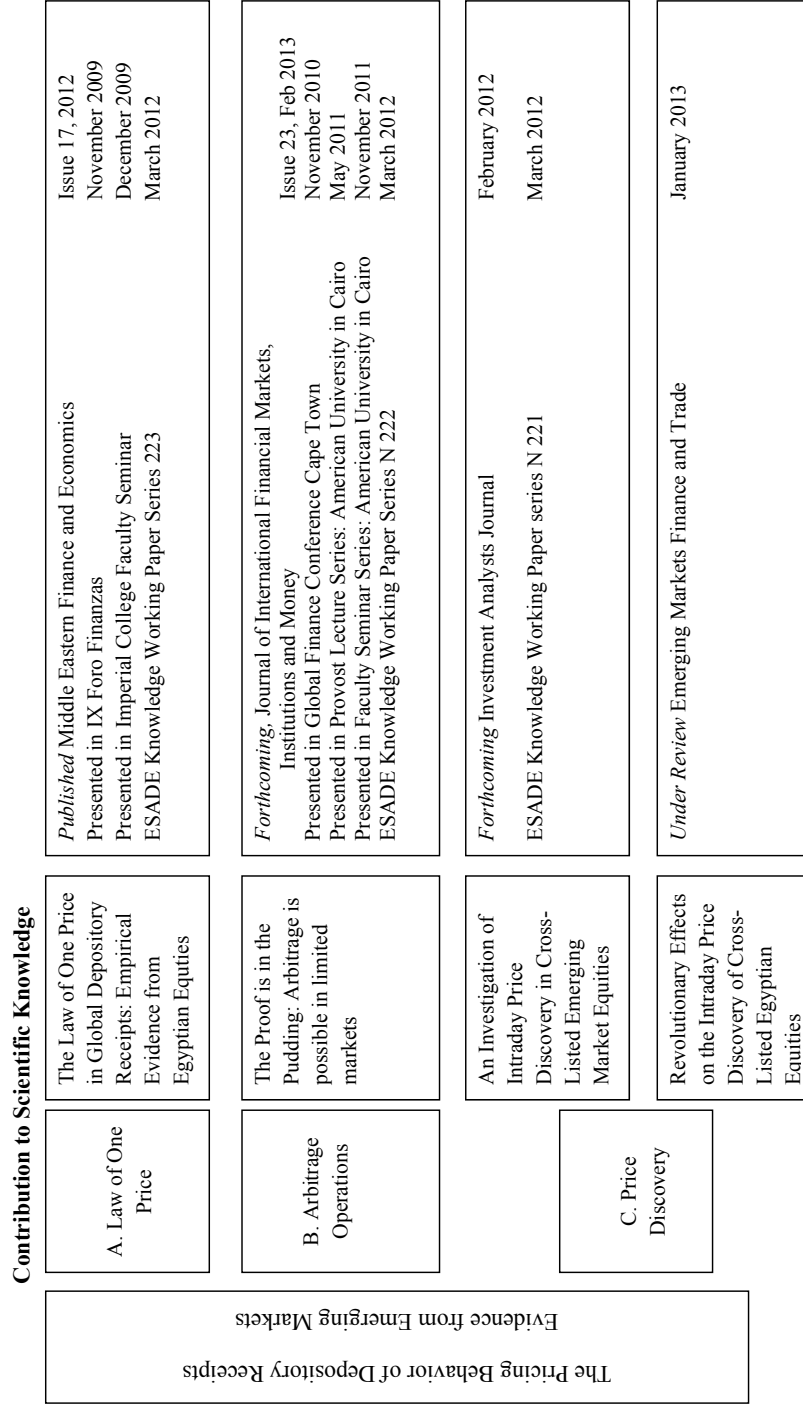 Contribution to Scientific Knowledge
The Pricing Behavior of Depository Receipts
Evidence from Emerging Markets
A. Law of One
Price
The Law of One Price
in Global Depository
Receipts: Empirical
Evidence from
Egyptian Equties
Published Middle Eastern Finance and Economics Issue 17, 2012
Presented in IX Foro Finanzas November 2009
Presented in Imperial College Faculty Seminar December 2009
ESADE Knowledge Working Paper Series 223 March 2012
B. Arbitrage
Operations
The Proof is in the
Pudding: Arbitrage is
possible in limited
markets
Forthcoming, Journal of International Financial Markets,
Institutions and Money Issue 23, Feb 2013
Presented in Global Finance Conference Cape Town November 2010
Presented in Provost Lecture Series: American University in Cairo May 2011
Presented in Faculty Seminar Series: American University in Cairo November 2011
ESADE Knowledge Working Paper Series N 222 March 2012
C. Price
Discovery
An Investigation of
Intraday Price
Discovery in Cross-
Listed Emerging
Market Equities
Forthcoming Investment Analysts Journal February 2012
ESADE Knowledge Working Paper series N 221 March 2012
Revolutionary Effects
on the Intraday Price
Discovery of Cross-
Listed Egyptian
Equities
Under Review Emerging Markets Finance and Trade January 2013